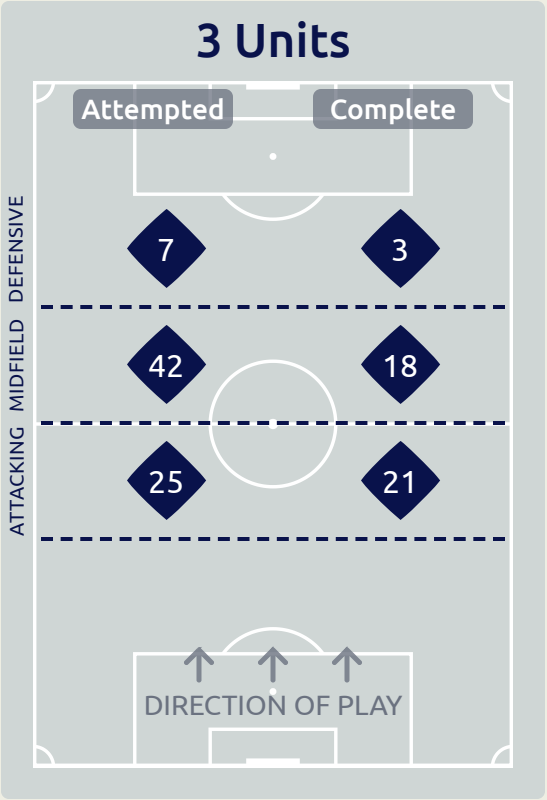 3 Units
Attempted
Complete
DEFENSIVE
7
3
MIDFIELD
42
18
ATTACKING
25
21
DIRECTION OF PLAY